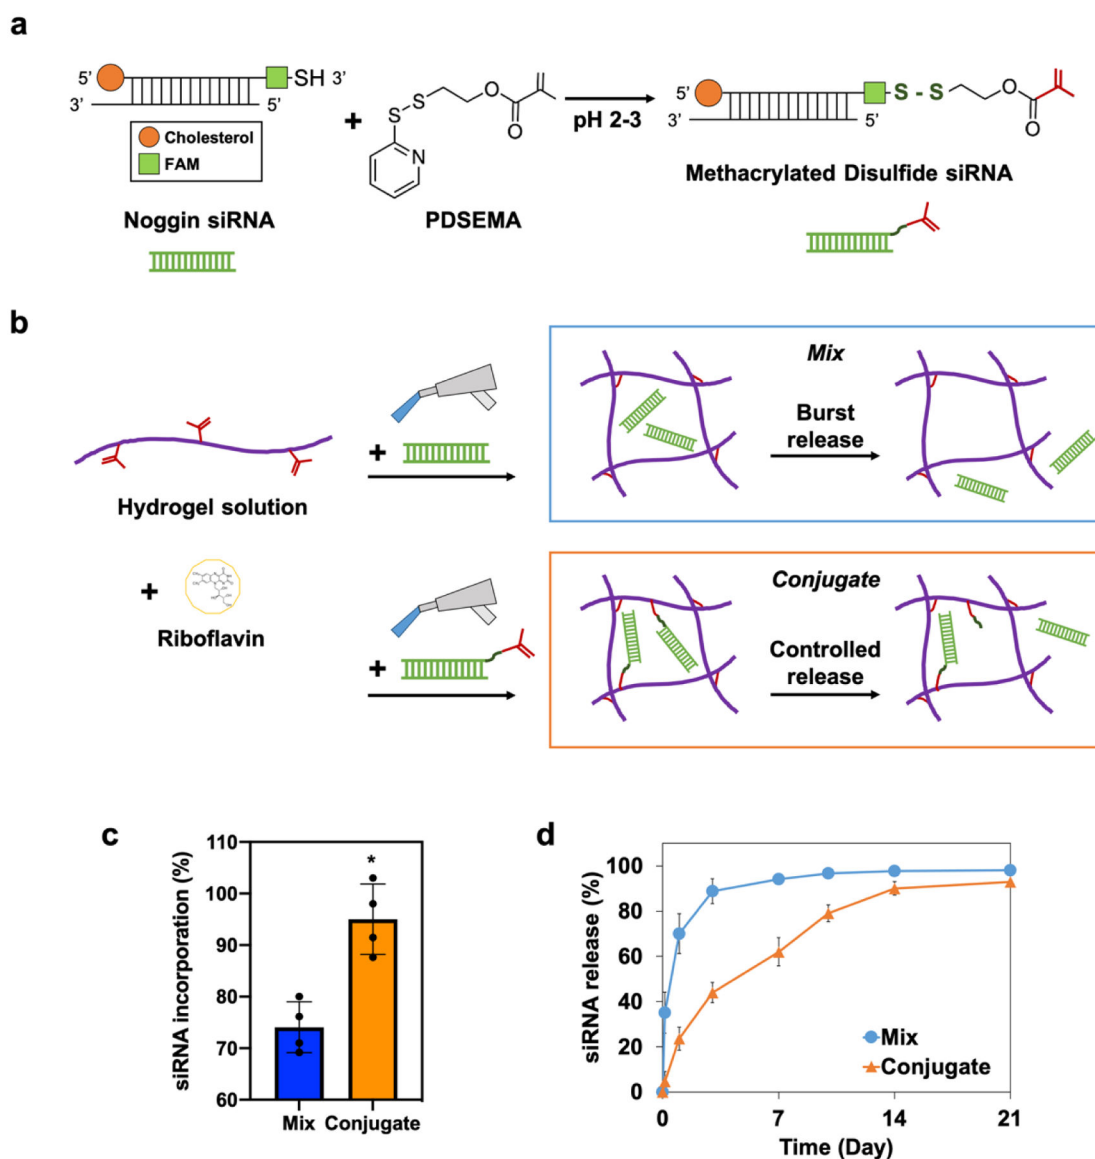 a
5' SH 3'
3' 5'
Cholesterol
FAM
Noggin siRNA
+
S
S
O
O
N
PDSEMA
pH 2-3
5' S - S
O
O
3' 5'
Methacrylated Disulfide siRNA
b
Hydrogel solution
+
Riboflavin
+
Mix
Burst
release
+
Conjugate
Controlled
release
c
siRNA incorporation (%)
110
100
90
80
70
60
*
Mix Conjugate
d
siRNA release (%)
100
80
60
40
20
0
Mix
Conjugate
0 7 14 21
Time (Day)